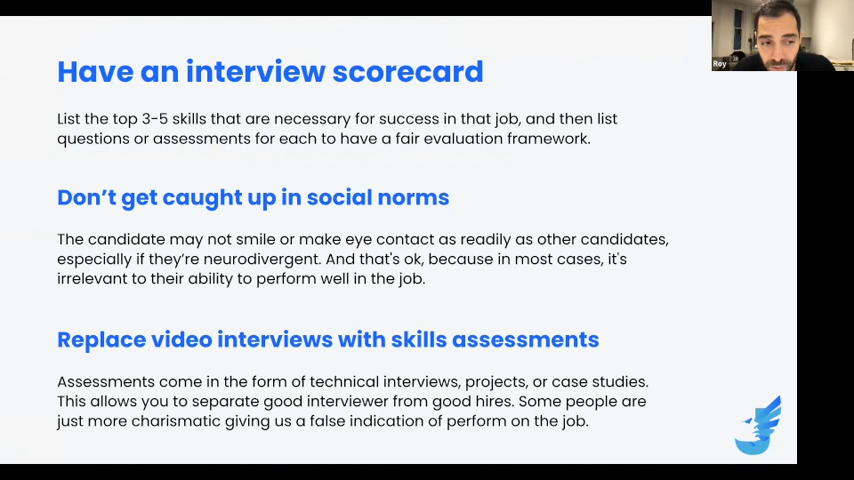 Have an interview scorecard
List the top 3-5 skills that are necessary for success in that job, and then list
questions or assessments for each to have a fair evaluation framework.
Don't get caught up in social norms
The candidate may not smile or make eye contact as readily as other candidates,
especially if they're neurodivergent. And that's ok, because in most cases, it's
irrelevant to their ability to perform well in the job.
Replace video interviews with skills assessments
Assessments come in the form of technical interviews, projects, or case studies.
This allows you to separate good interviewer from good hires. Some people are
just more charismatic giving us a false indication of perform on the job.
Roy